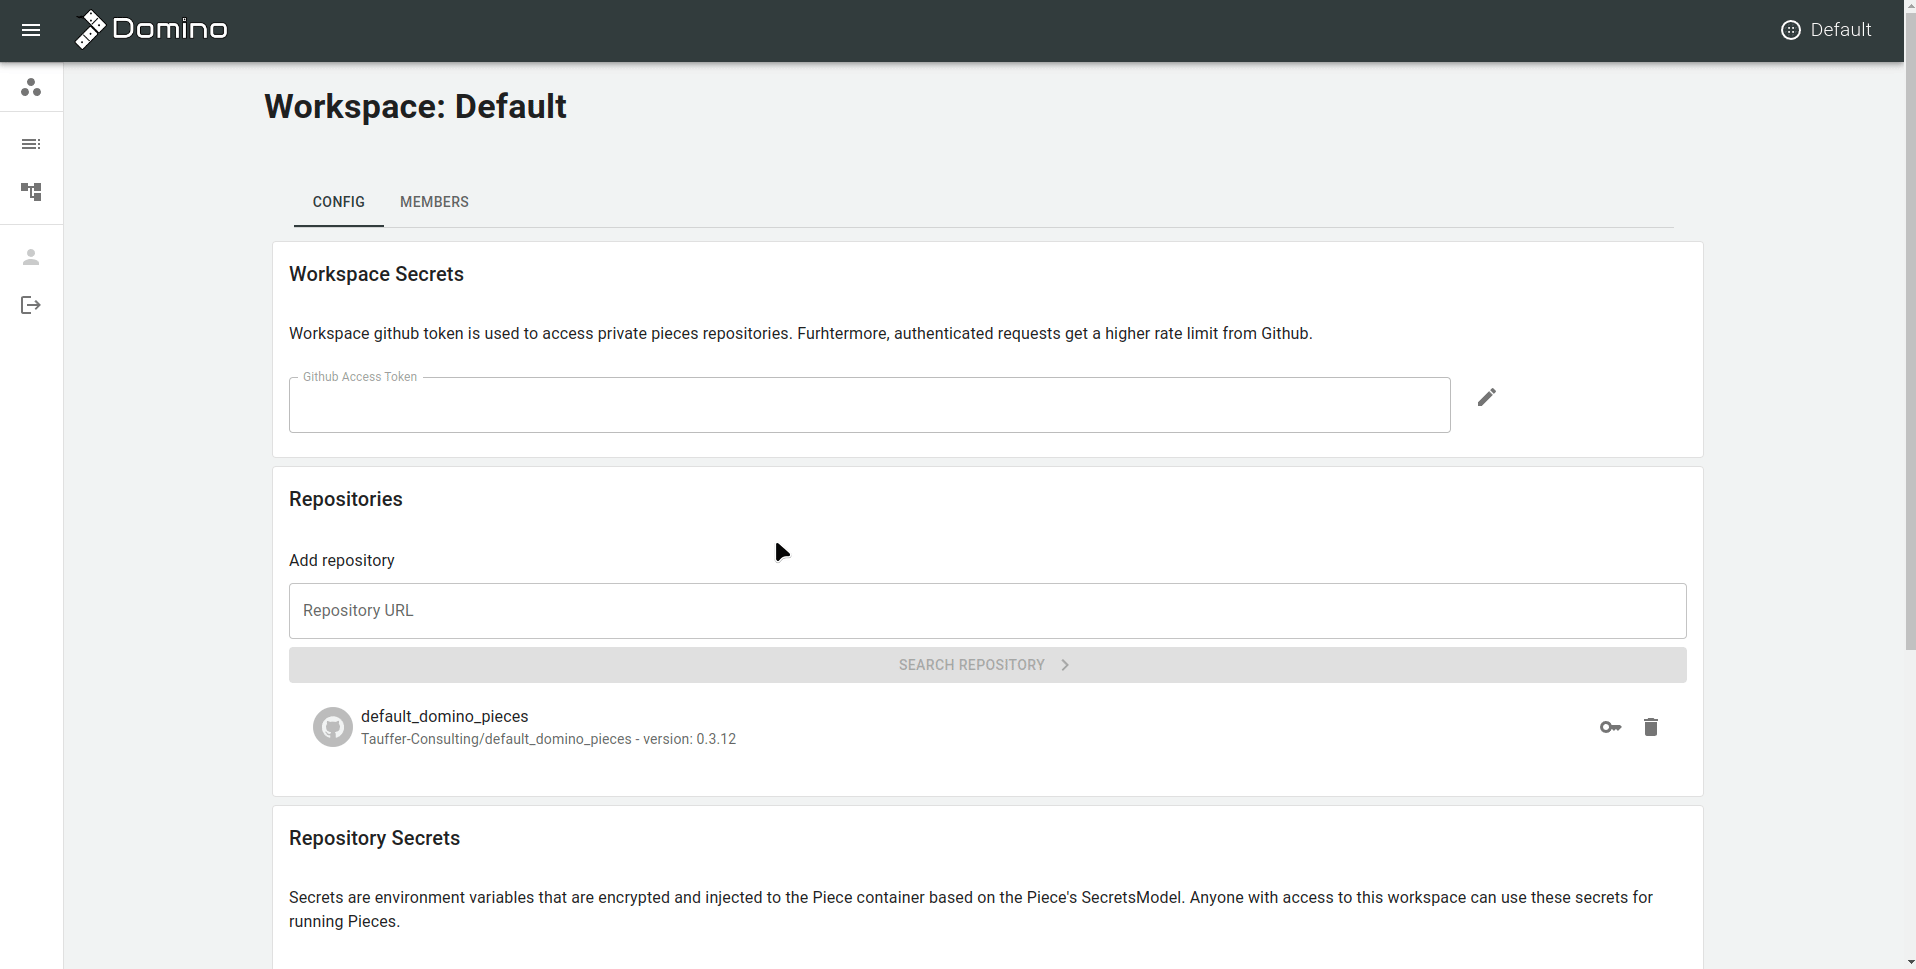 Domino
Default
Workspace: Default
CONFIG
MEMBERS
Workspace Secrets
Workspace github token is used to access private pieces repositories. Furhtermore, authenticated requests get a higher rate limit from Github.
Github Access Token
Repositories
Add repository
Repository URL
SEARCH REPOSITORY
default_domino_pieces
Tauffer-Consulting/default_domino_pieces - version: 0.3.12
Repository Secrets
Secrets are environment variables that are encrypted and injected to the Piece container based on the Piece's SecretsModel. Anyone with access to this workspace can use these secrets for
running Pieces.